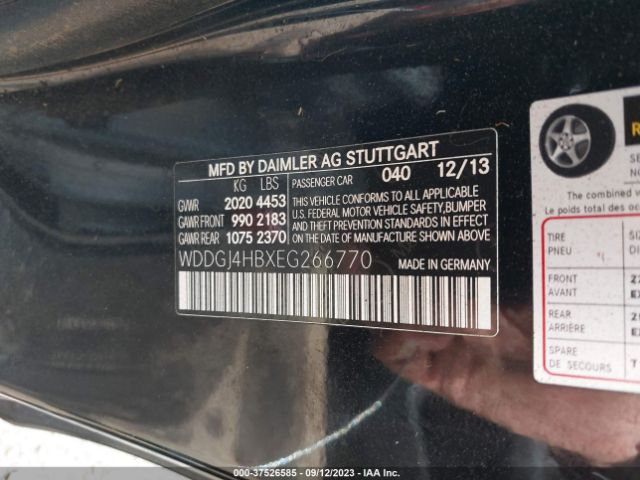 MFD BY DAIMLER AG STUTTGART
KG LBS
GVWR 2020 4453
GAWR FRONT 990 2183
GAWR REAR 1075 2370
PASSENGER CAR 040 12/13
THIS VEHICLE CONFORMS TO ALL APPLICABLE
U.S. FEDERAL MOTOR VEHICLE SAFETY,BUMPER
AND THEFT PREVENTION STANDARDS IN EFFECT
ON THE DATE OF MANUFACTURE SHOWN ABOVE.
WDDGJ4HBXEG266770
MADE IN GERMANY
The combined w
Le poids total des oc
TIRE
PNEU
FRONT
AVANT
REAR
ARRIÈRE
SPARE
DE SECOURS
T
000-37526585 - 09/12/2023 - IAA Inc.